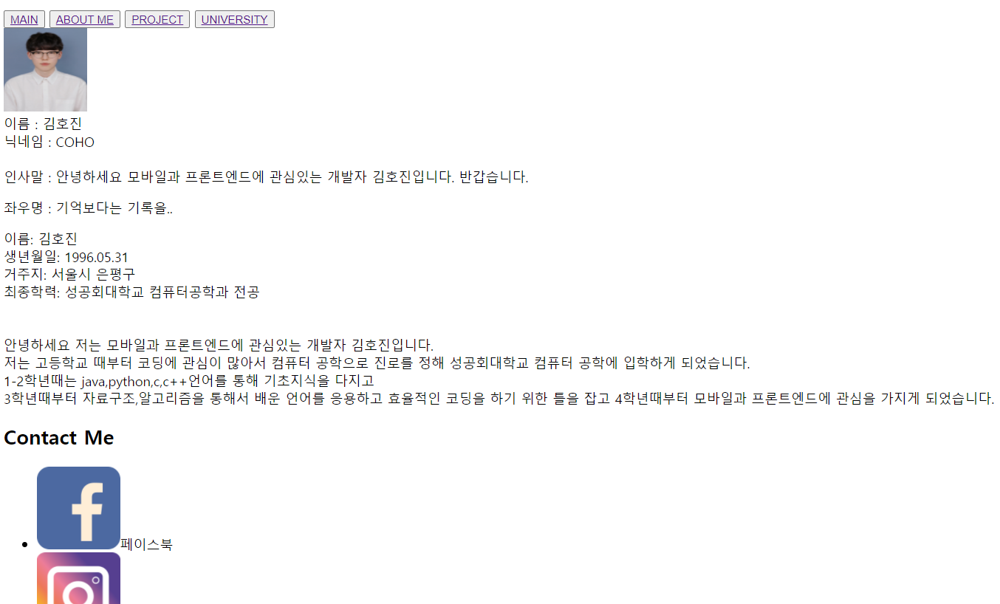 MAIN ABOUT ME PROJECT UNIVERSITY
이름 : 김호진
닉네임 : COHO
인사말 : 안녕하세요 모바일과 프론트엔드에 관심있는 개발자 김호진입니다. 반갑습니다.
좌우명 : 기억보다는 기록을..
이름: 김호진
생년월일: 1996.05.31
거주지: 서울시 은평구
최종학력: 성공회대학교 컴퓨터공학과 전공
안녕하세요 저는 모바일과 프론트엔드에 관심있는 개발자 김호진입니다.
저는 고등학교 때부터 코딩에 관심이 많아서 컴퓨터 공학으로 진로를 정해 성공회대학교 컴퓨터 공학에 입학하게 되었습니다.
1-2학년때는 java,python,c,c++언어를 통해 기초지식을 다지고
3학년때부터 자료구조,알고리즘을 통해서 배운 언어를 응용하고 효율적인 코딩을 하기 위한 틀을 잡고 4학년때부터 모바일과 프론트엔드에 관심을 가지게 되었습니다.
Contact Me
페이스북